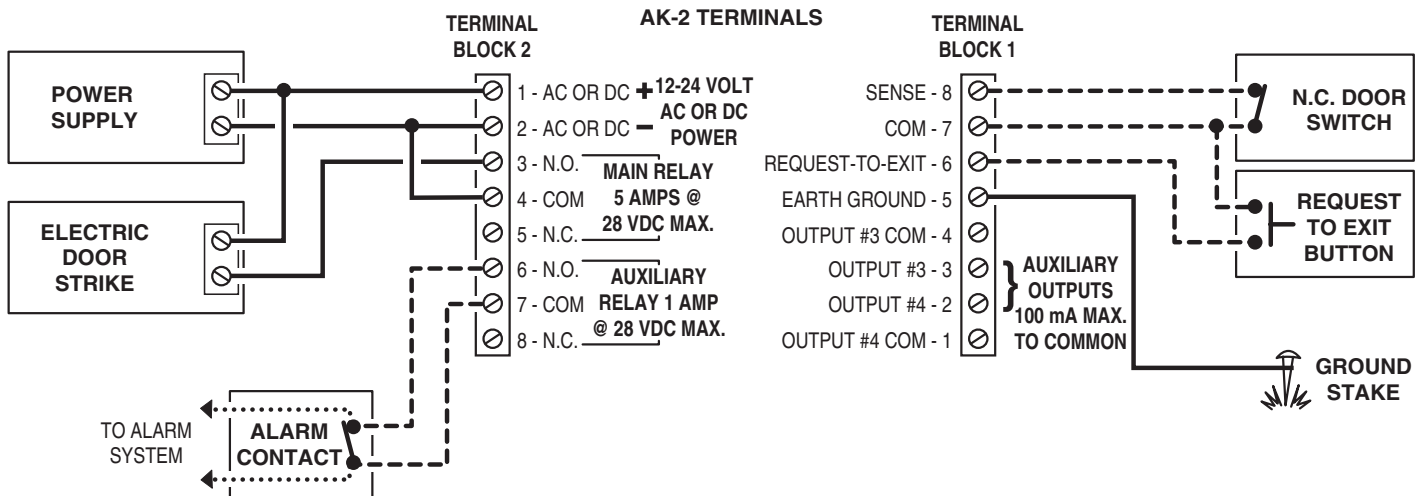 AK-2 TERMINALS
TERMINAL
BLOCK 2
TERMINAL
BLOCK 1
POWER
SUPPLY
ELECTRIC
DOOR
STRIKE
1 - AC OR DC +
2 - AC OR DC –
12-24 VOLT
AC OR DC
POWER
3 - N.O.
4 - COM
5 - N.C.
MAIN RELAY
5 AMPS @
28 VDC MAX.
6 - N.O.
7 - COM
8 - N.C.
AUXILIARY
RELAY 1 AMP
@ 28 VDC MAX.
TO ALARM
SYSTEM
ALARM
CONTACT
SENSE - 8
COM - 7
REQUEST-TO-EXIT - 6
EARTH GROUND - 5
OUTPUT #3 COM - 4
OUTPUT #3 - 3
OUTPUT #4 - 2
OUTPUT #4 COM - 1
} AUXILIARY
OUTPUTS
100 mA MAX.
TO COMMON
N.C. DOOR
SWITCH
REQUEST
TO EXIT
BUTTON
GROUND
STAKE